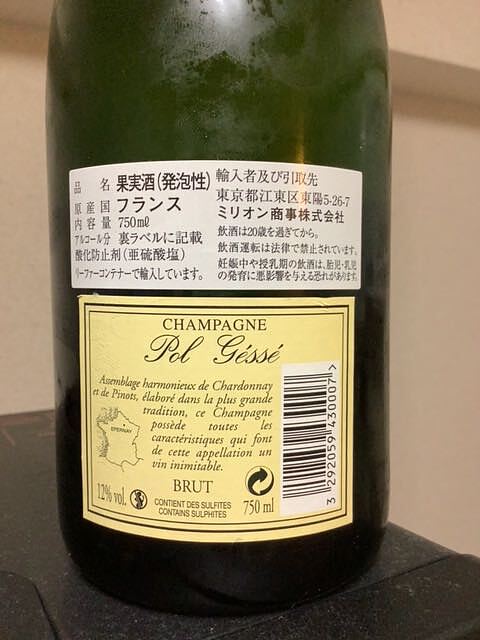 品名 果実酒(発泡性)
原産国 フランス
内容量 750mℓ
アルコール分 裏ラベルに記載
酸化防止剤(亜硫酸塩)
リーファーコンテナーで輸入しています。
輸入者及び引取先
東京都江東区東陽5-26-7
ミリオン商事株式会社
飲酒は20歳を過ぎてから。
飲酒運転は法律で禁止されています。
妊娠中や授乳期の飲酒は、胎児・乳児
の発育に悪影響を与える恐れがあります。
CHAMPAGNE
Pol Géssé
Assemblage harmonieux de Chardonnay
et de Pinots, élaboré dans la plus grande
tradition, ce Champagne
possède toutes les
caractéristiques qui font
de cette appellation un
vin inimitable.
EPERNAY
BRUT
12% vol.
CONTIENT DES SULFITES
CONTAINS SULPHITES
750 ml
3 292059 430007 >